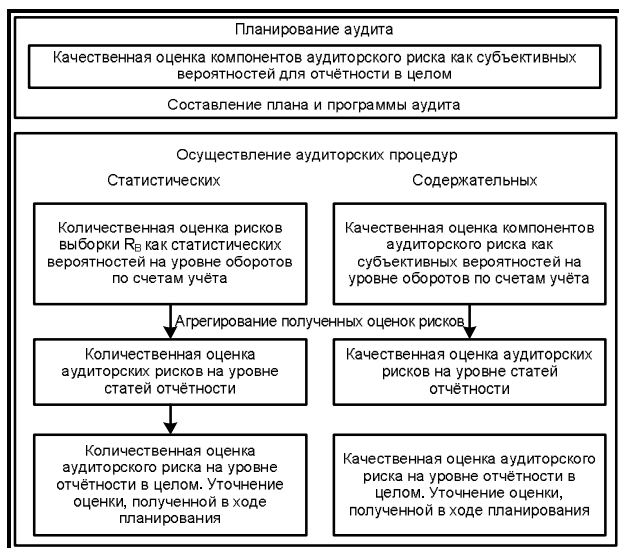 Планирование аудита
Качественная оценка компонентов аудиторского риска как субъективных
вероятностей для отчётности в целом
Составление плана и программы аудита
Осуществление аудиторских процедур
Статистических
Содержательных
Количественная оценка рисков
выборки RВ как статистических
вероятностей на уровне оборотов
по счетам учёта
Качественная оценка компонентов
аудиторского риска как
субъективных вероятностей на
уровне оборотов по счетам учёта
Агрегирование полученных оценок рисков
Количественная оценка
аудиторских рисков на уровне
статей отчётности
Качественная оценка аудиторских
рисков на уровне статей
отчётности
Количественная оценка
аудиторского риска на уровне
отчётности в целом. Уточнение
оценки, полученной в ходе
планирования
Качественная оценка аудиторского
риска на уровне отчётности в
целом. Уточнение оценки,
полученной в ходе планирования